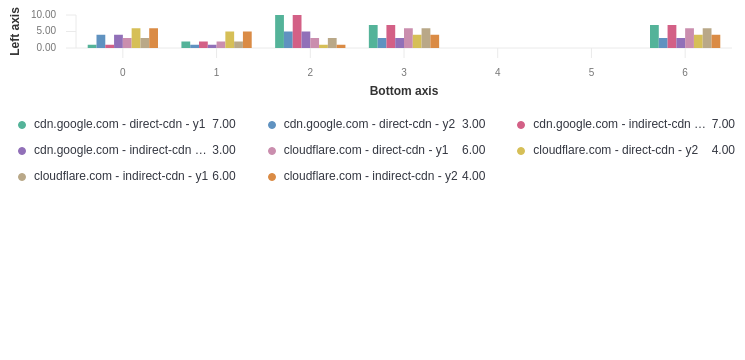 Left axis
10.00
5.00
0.00
0 1 2 3 4 5 6
Bottom axis
cdn.google.com - direct-cdn - y1 7.00 cdn.google.com - direct-cdn - y2 3.00 cdn.google.com - indirect-cdn … 7.00
cdn.google.com - indirect-cdn … 3.00 cloudflare.com - direct-cdn - y1 6.00 cloudflare.com - direct-cdn - y2 4.00
cloudflare.com - indirect-cdn - y1 6.00 cloudflare.com - indirect-cdn - y2 4.00